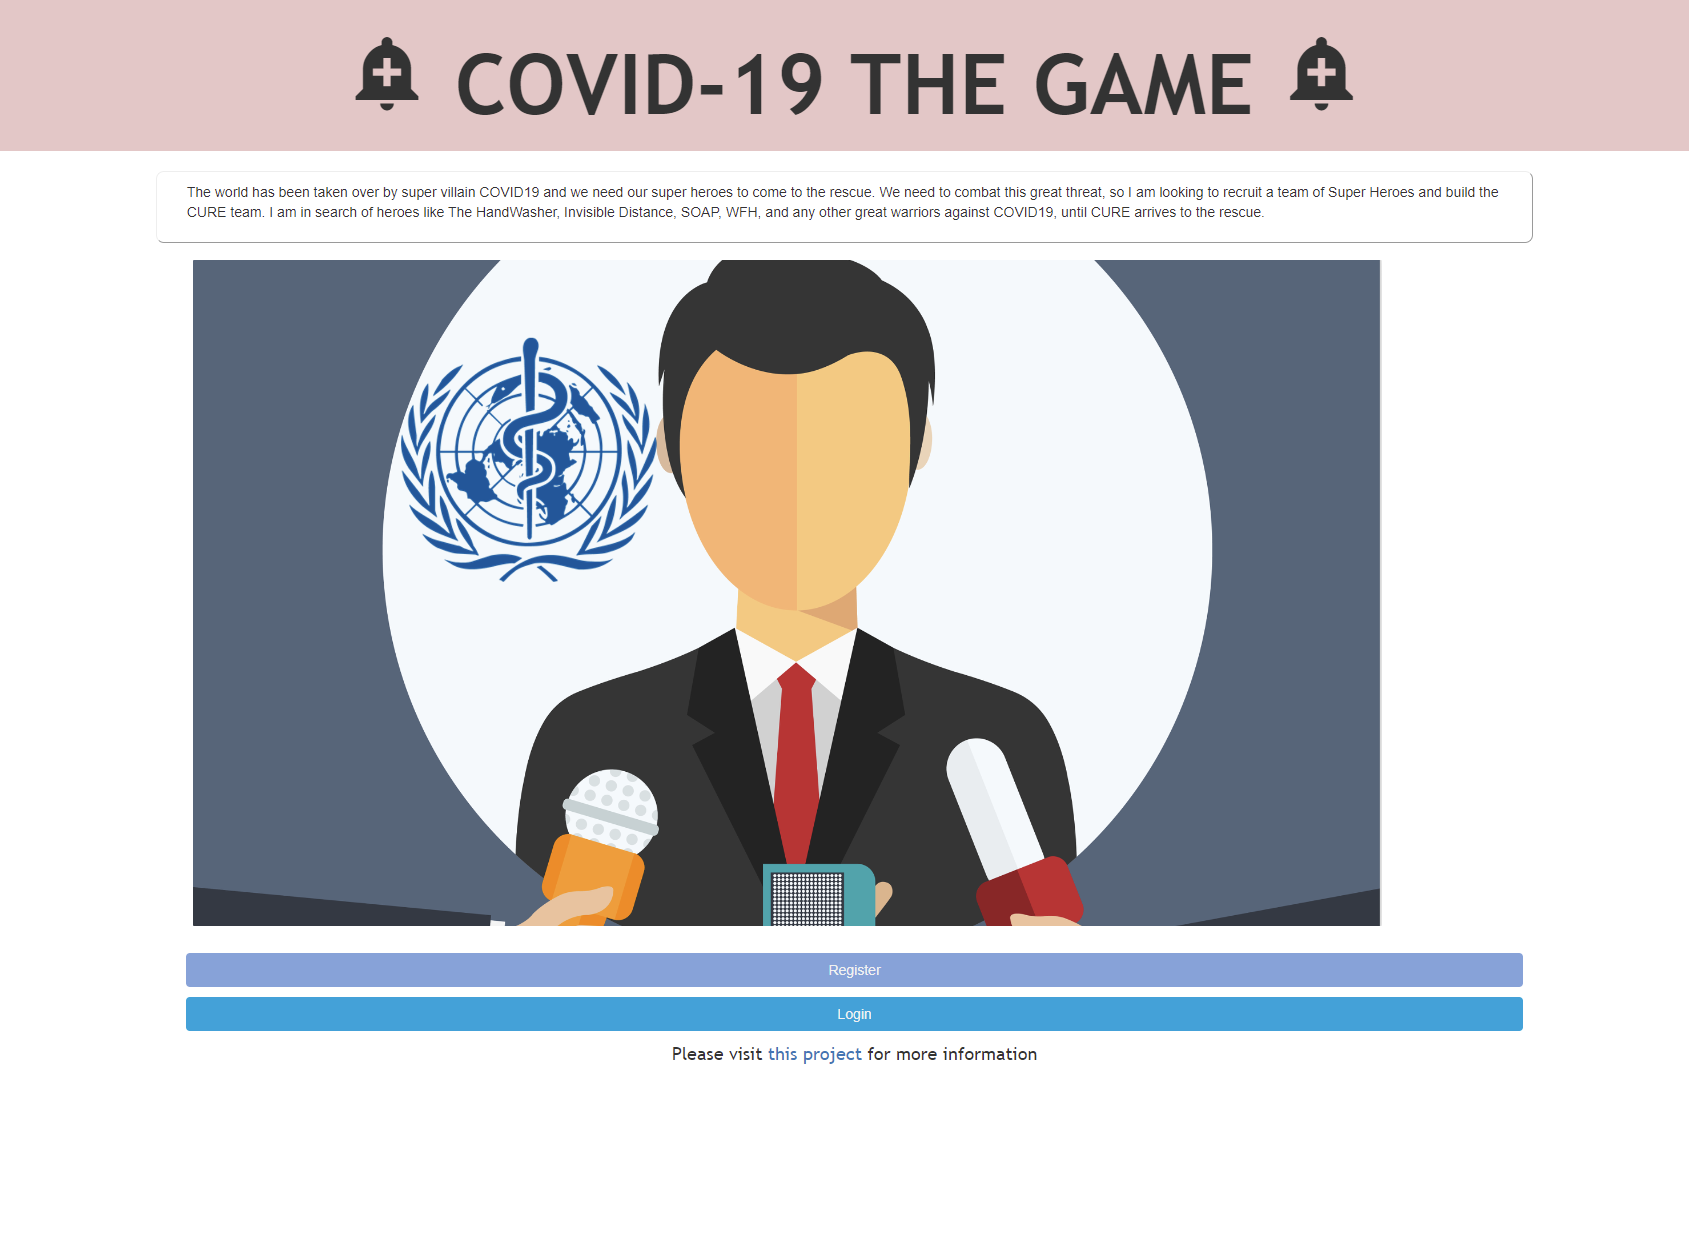 COVID-19 THE GAME
The world has been taken over by super villain COVID19 and we need our super heroes to come to the rescue. We need to combat this great threat, so I am looking to recruit a team of Super Heroes and build the
CURE team. I am in search of heroes like The HandWasher, Invisible Distance, SOAP, WFH, and any other great warriors against COVID19, until CURE arrives to the rescue.
Register
Login
Please visit this project for more information